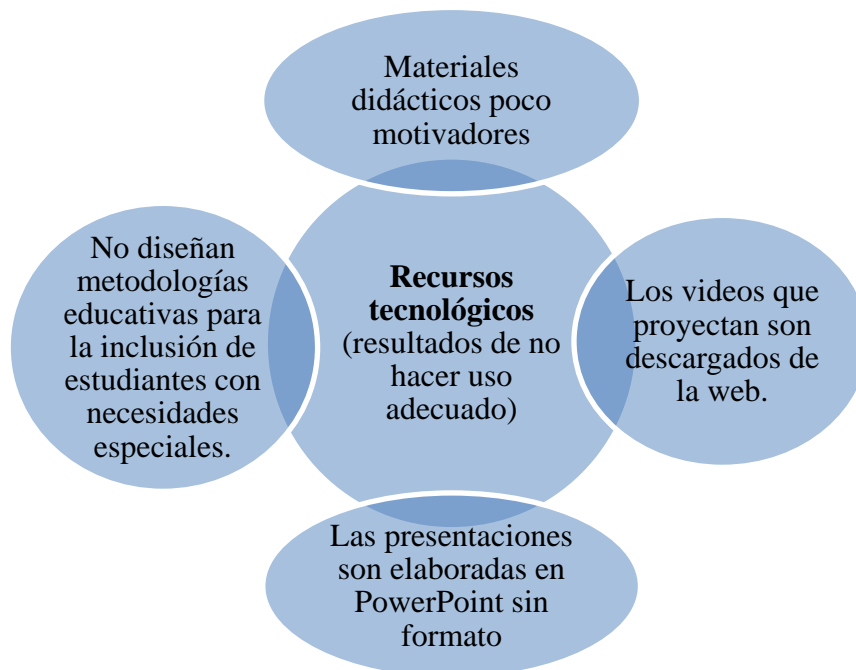 Materiales
didácticos poco
motivadores
No diseñan
metodologías
educativas para
la inclusión de
estudiantes con
necesidades
especiales.
Recursos
tecnológicos
(resultados de no
hacer uso
adecuado)
Los videos que
proyectan son
descargados de
la web.
Las presentaciones
son elaboradas en
PowerPoint sin
formato